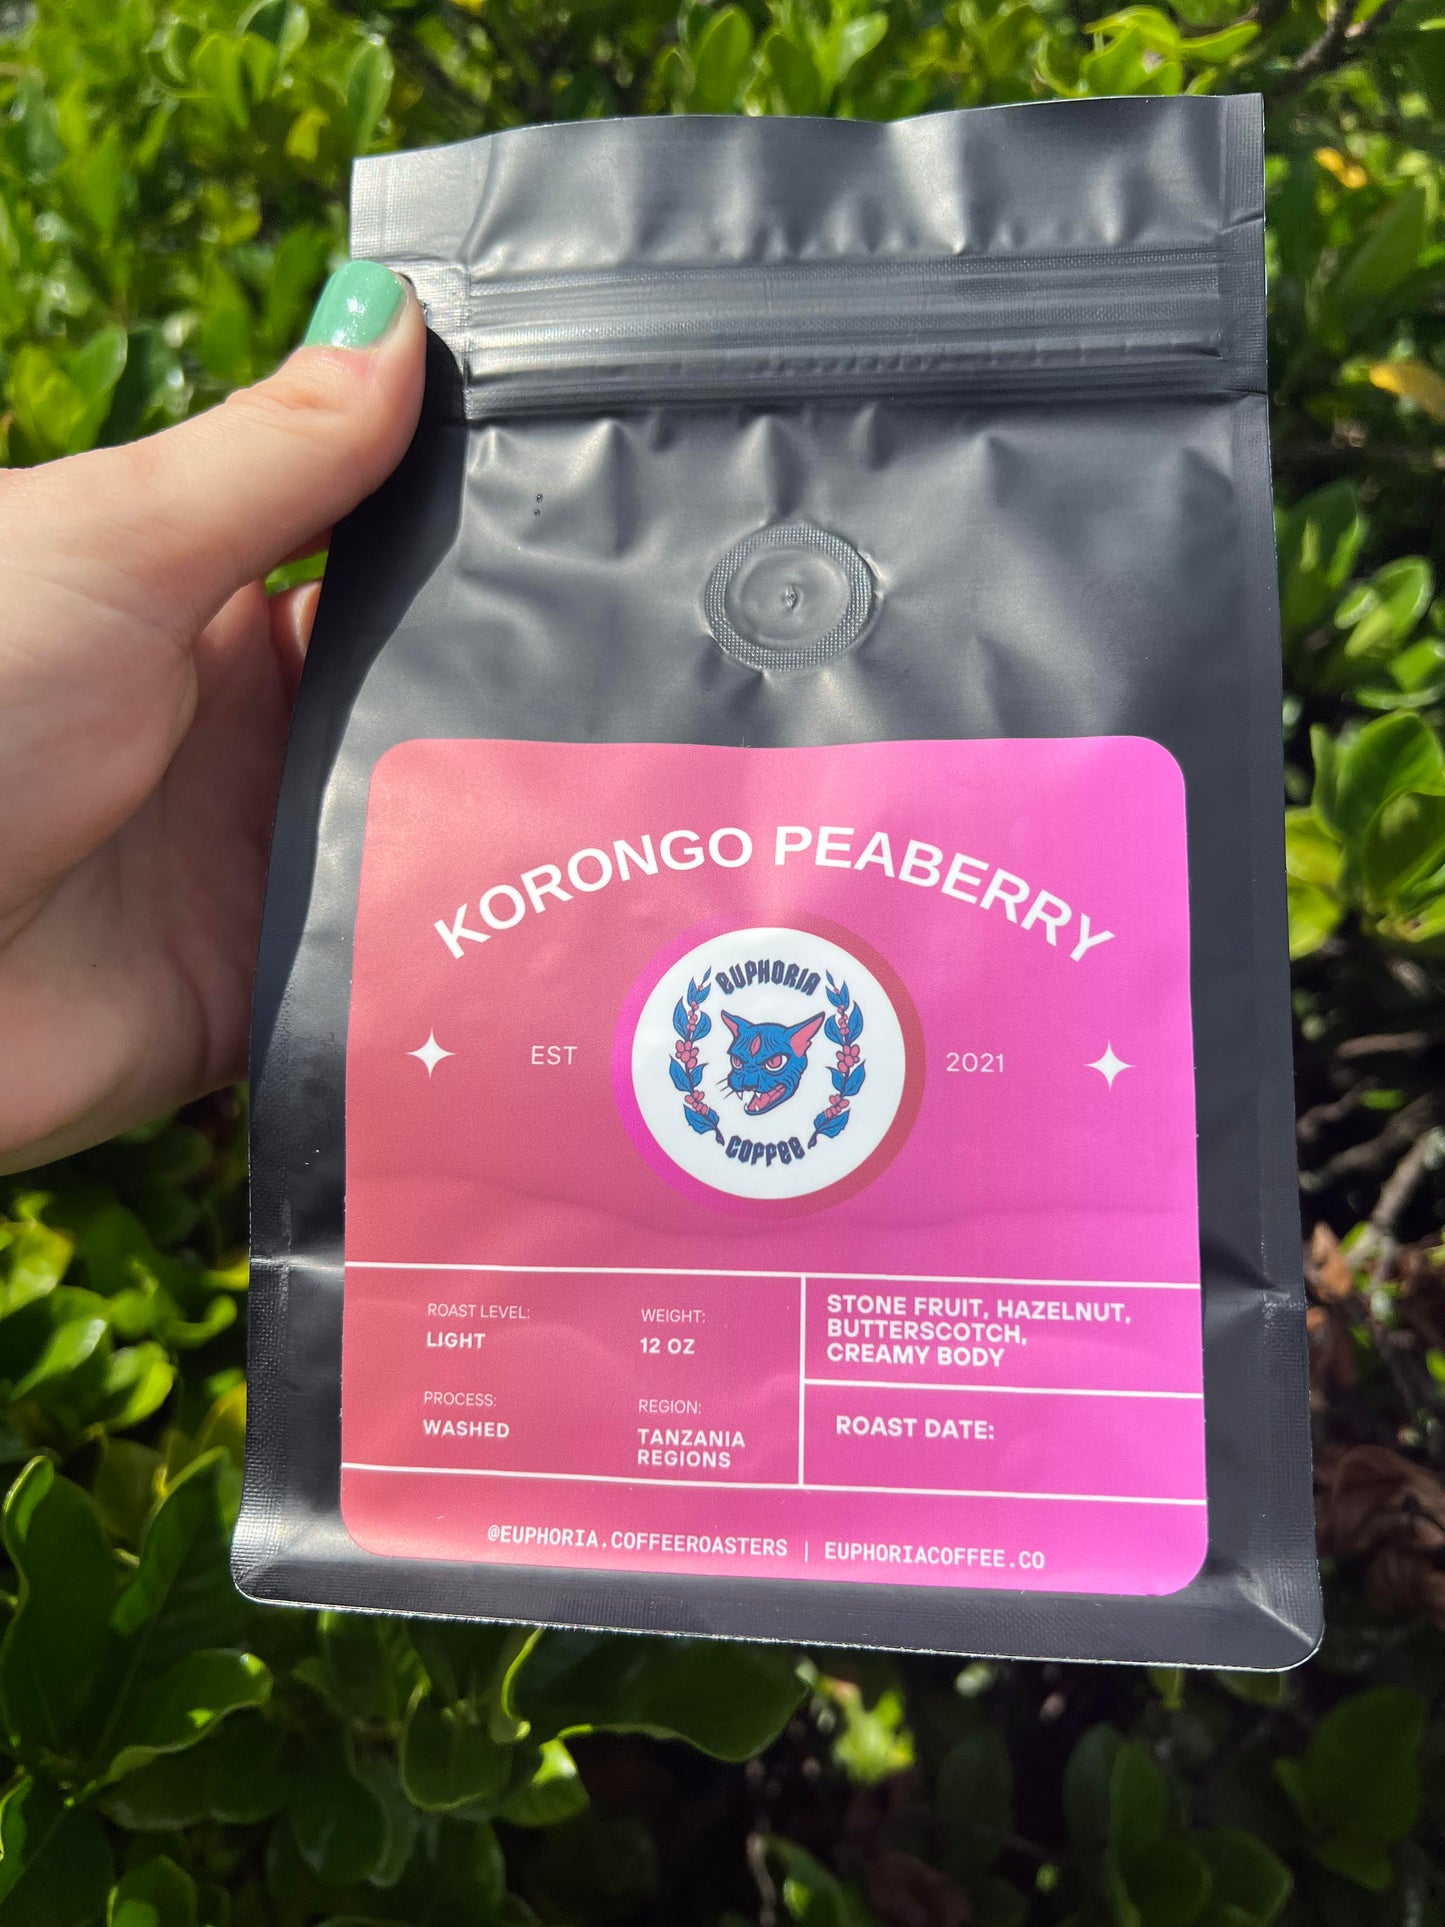 KORONGO PEABERRY
EUPHORIA
EST
2021
COFFEE
ROAST LEVEL:
LIGHT
WEIGHT:
12 OZ
PROCESS:
WASHED
REGION:
TANZANIA
REGIONS
STONE FRUIT, HAZELNUT,
BUTTERSCOTCH,
CREAMY BODY
ROAST DATE:
@EUPHORIA.COFFEEROASTERS | EUPHORIACOFFEE.CO